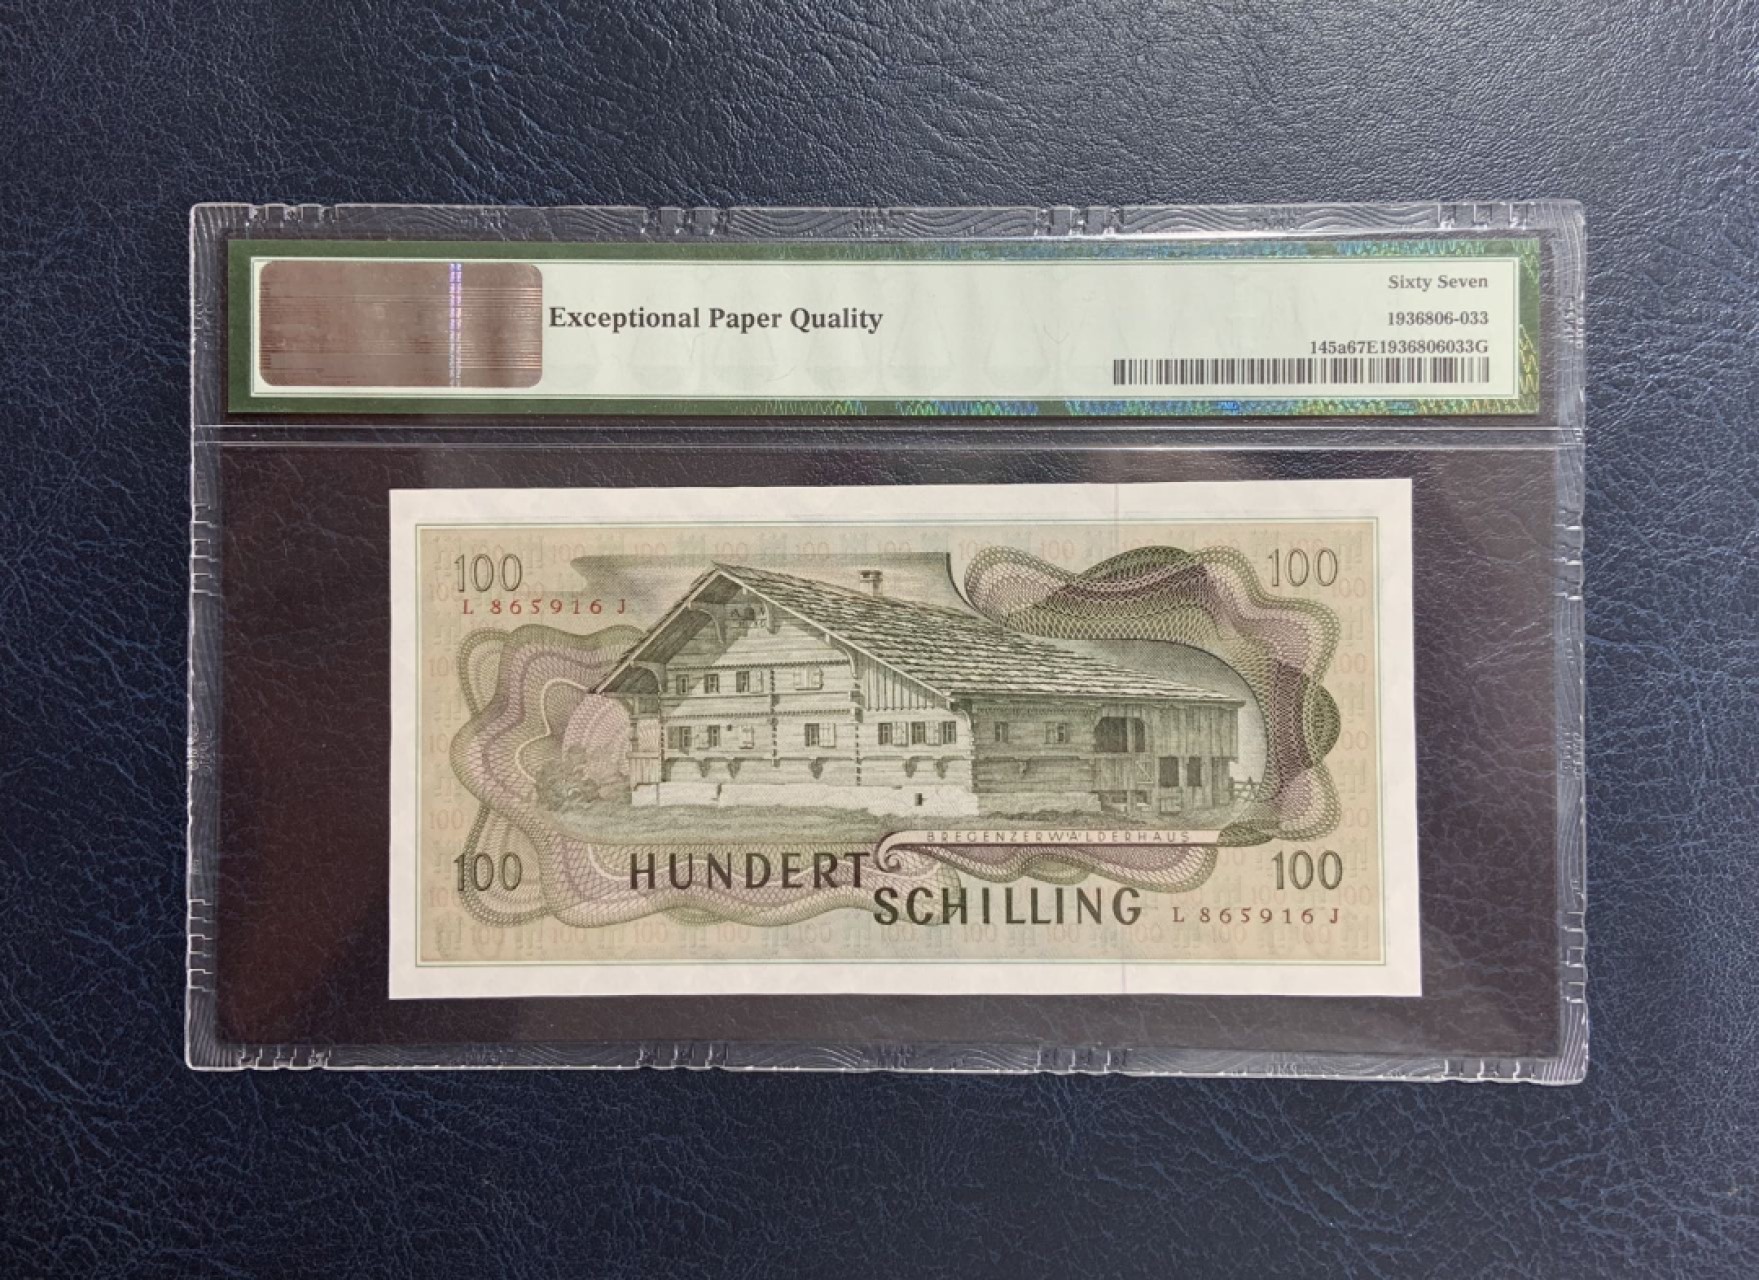 Sixty Seven
Exceptional Paper Quality
1936806-033
145a67E1936806033G
100
100
L 865916 J
BREGENZERWÄLDERHAUS
100
HUNDERT
100
SCHILLING
L 865916 J